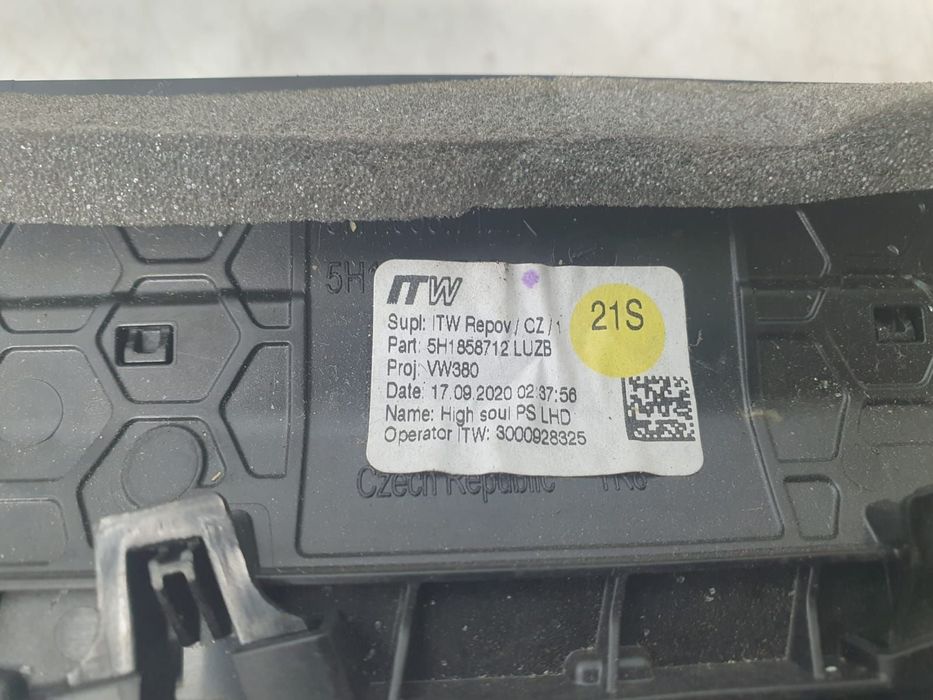 5H1
ITW
21S
Supl: ITW Repov / CZ / 1
Part: 5H1858712 LUZB
Proj: VW380
Date: 17.09.2020 02:37:56
Name: High soul PS LHD
Operator ITW: 3000928325
Czech Republic